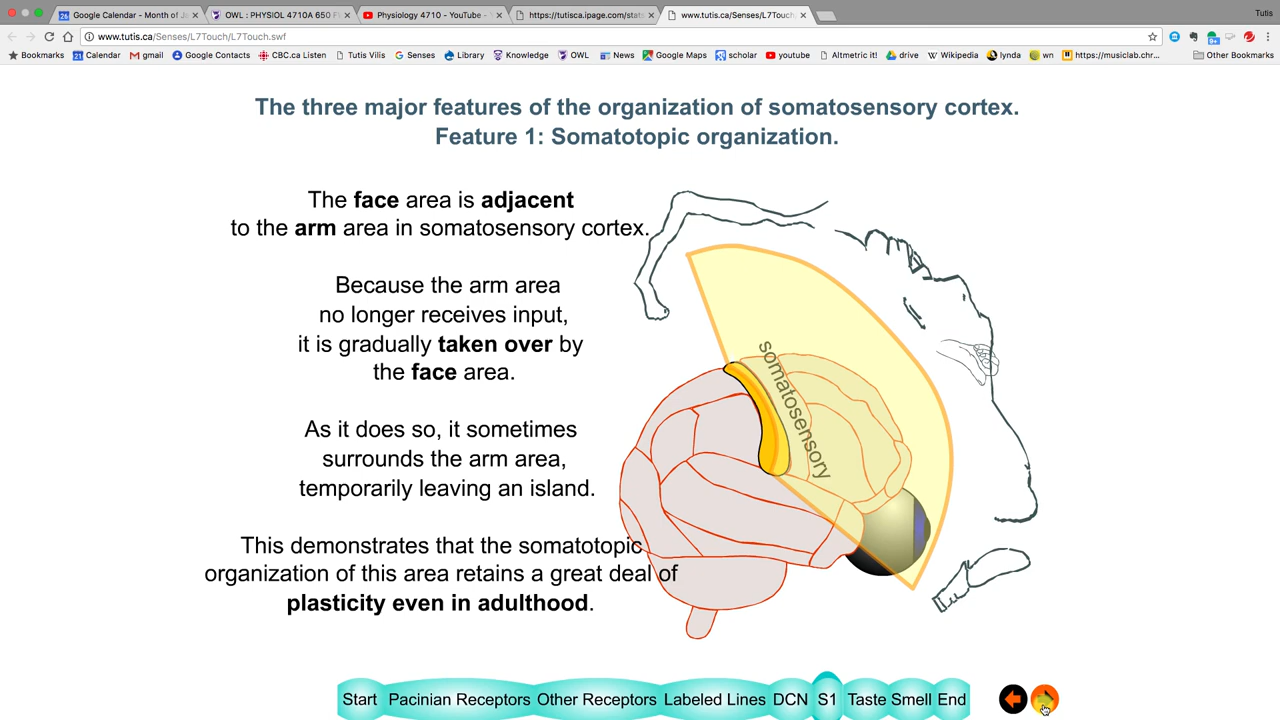 Google Calendar - Month of J
OWL : PHYSIOL 4710A 650 F
Physiology 4710 - YouTube -
https://tutisca.ipage.com/stat
www.tutis.ca/Senses/L7Touch/
Tutis
www.tutis.ca/Senses/L7Touch/L7Touch.swf
Bookmarks Calendar gmail Google Contacts CBC.ca Listen Tutis Vilis Senses Library Knowledge OWL News Google Maps scholar youtube Altmetric it! drive Wikipedia lynda wn https://musiclab.chr... Other Bookmarks
The three major features of the organization of somatosensory cortex.
Feature 1: Somatotopic organization.
The face area is adjacent
to the arm area in somatosensory cortex.
Because the arm area
no longer receives input,
it is gradually taken over by
the face area.
As it does so, it sometimes
surrounds the arm area,
temporarily leaving an island.
This demonstrates that the somatotopic
organization of this area retains a great deal of
plasticity even in adulthood.
somatosensory
Start Pacinian Receptors Other Receptors Labeled Lines DCN S1 Taste Smell End